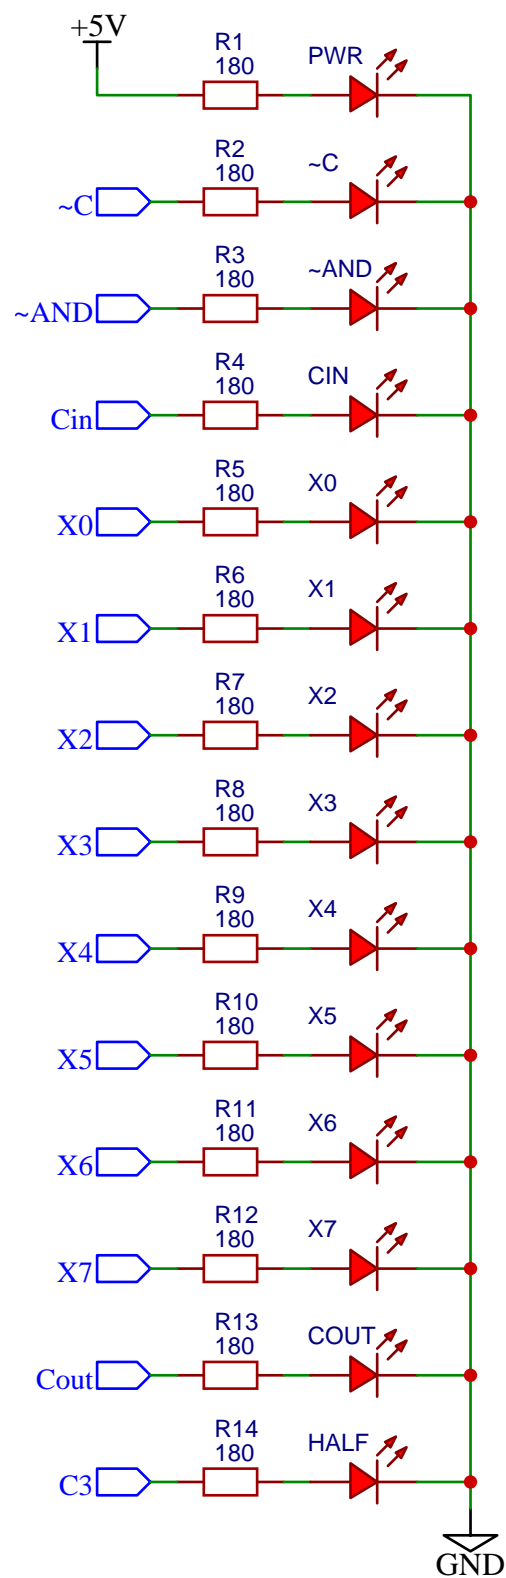 +5V
R1
180
PWR
R2
180
~C
~C
R3
180
~AND
~AND
R4
180
CIN
Cin
R5
180
X0
X0
R6
180
X1
X1
R7
180
X2
X2
R8
180
X3
X3
R9
180
X4
X4
R10
180
X5
X5
R11
180
X6
X6
R12
180
X7
X7
R13
180
COUT
Cout
R14
180
HALF
C3
GND